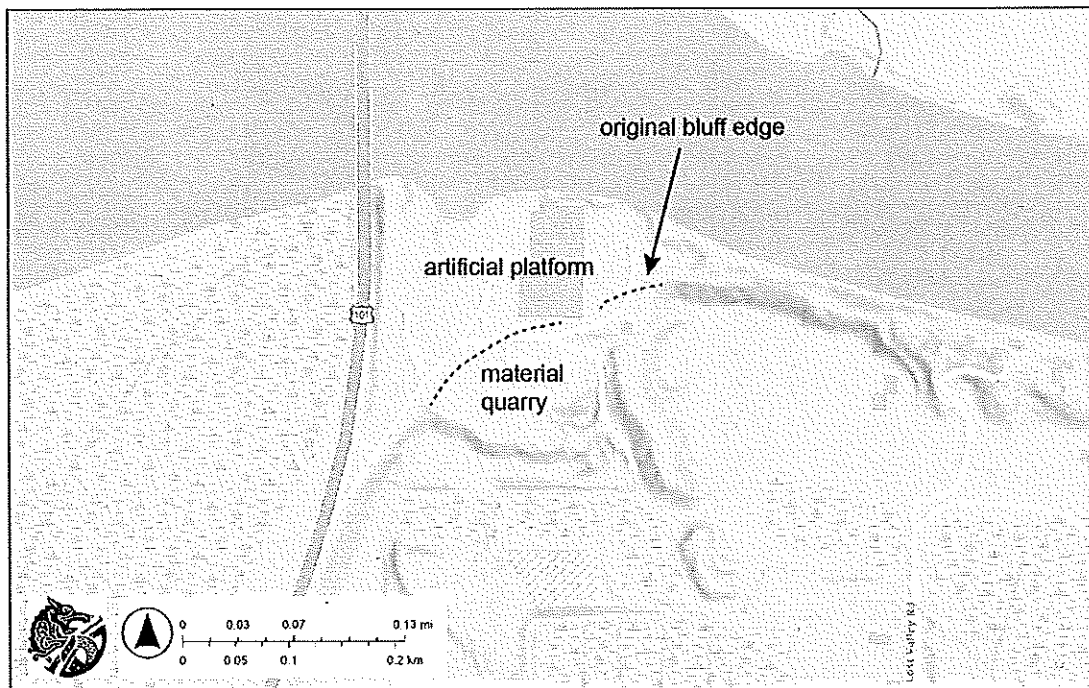 original bluff edge
artificial platform
101
material
quarry
0 0.03 0.07 0.13 mi
0 0.05 0.1 0.2 km
Rd